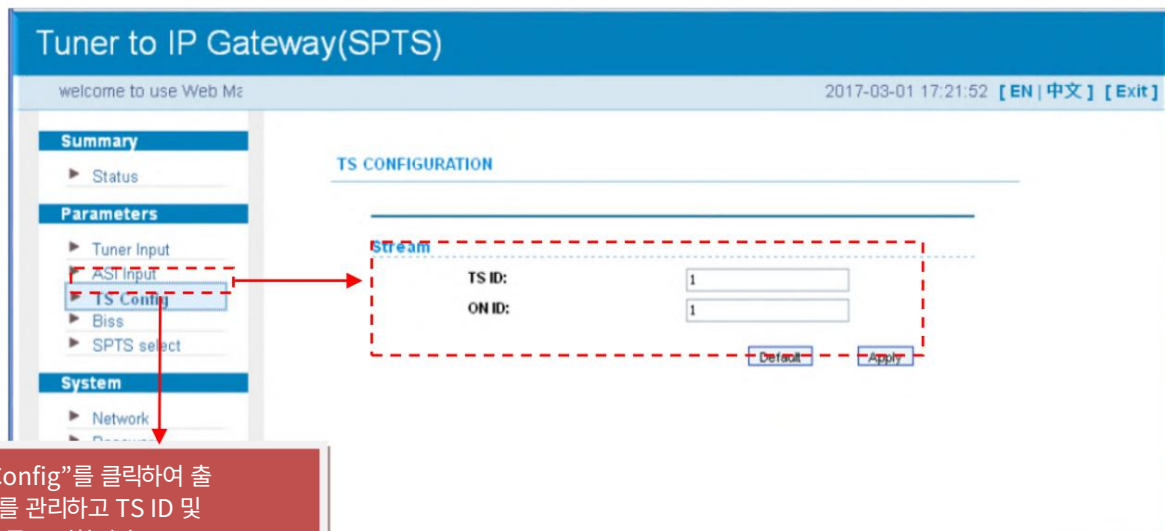 Tuner to IP Gateway(SPTS)
welcome to use Web Ma
2017-03-01 17:21:52 [ EN | 中文 ] [ Exit ]
Summary
Status
Parameters
Tuner Input
ASI Input
TS Config
Biss
SPTS select
System
Network
TS CONFIGURATION
Stream
TS ID:
1
ON ID:
1
Default
Apply
Config”를 클릭하여 출
를 관리하고 TS ID 및